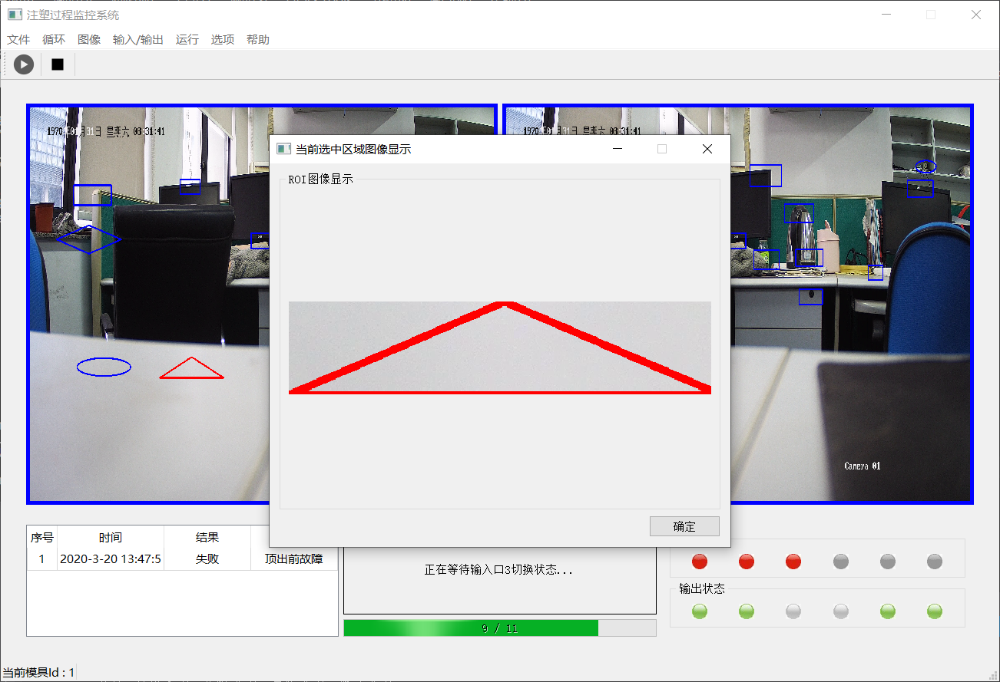 注塑过程监控系统
文件 循环 图像 输入/输出 运行 选项 帮助
1970年01月31日 星期六 03:31:41
1970年01月31日 星期六 03:31:41
当前选中区域图像显示
ROI图像显示
确定
Camera 01
序号 时间 结果
1 2020-3-20 13:47:5 失败 顶出前故障
正在等待输入口3切换状态...
9 / 11
输出状态
当前模具Id : 1